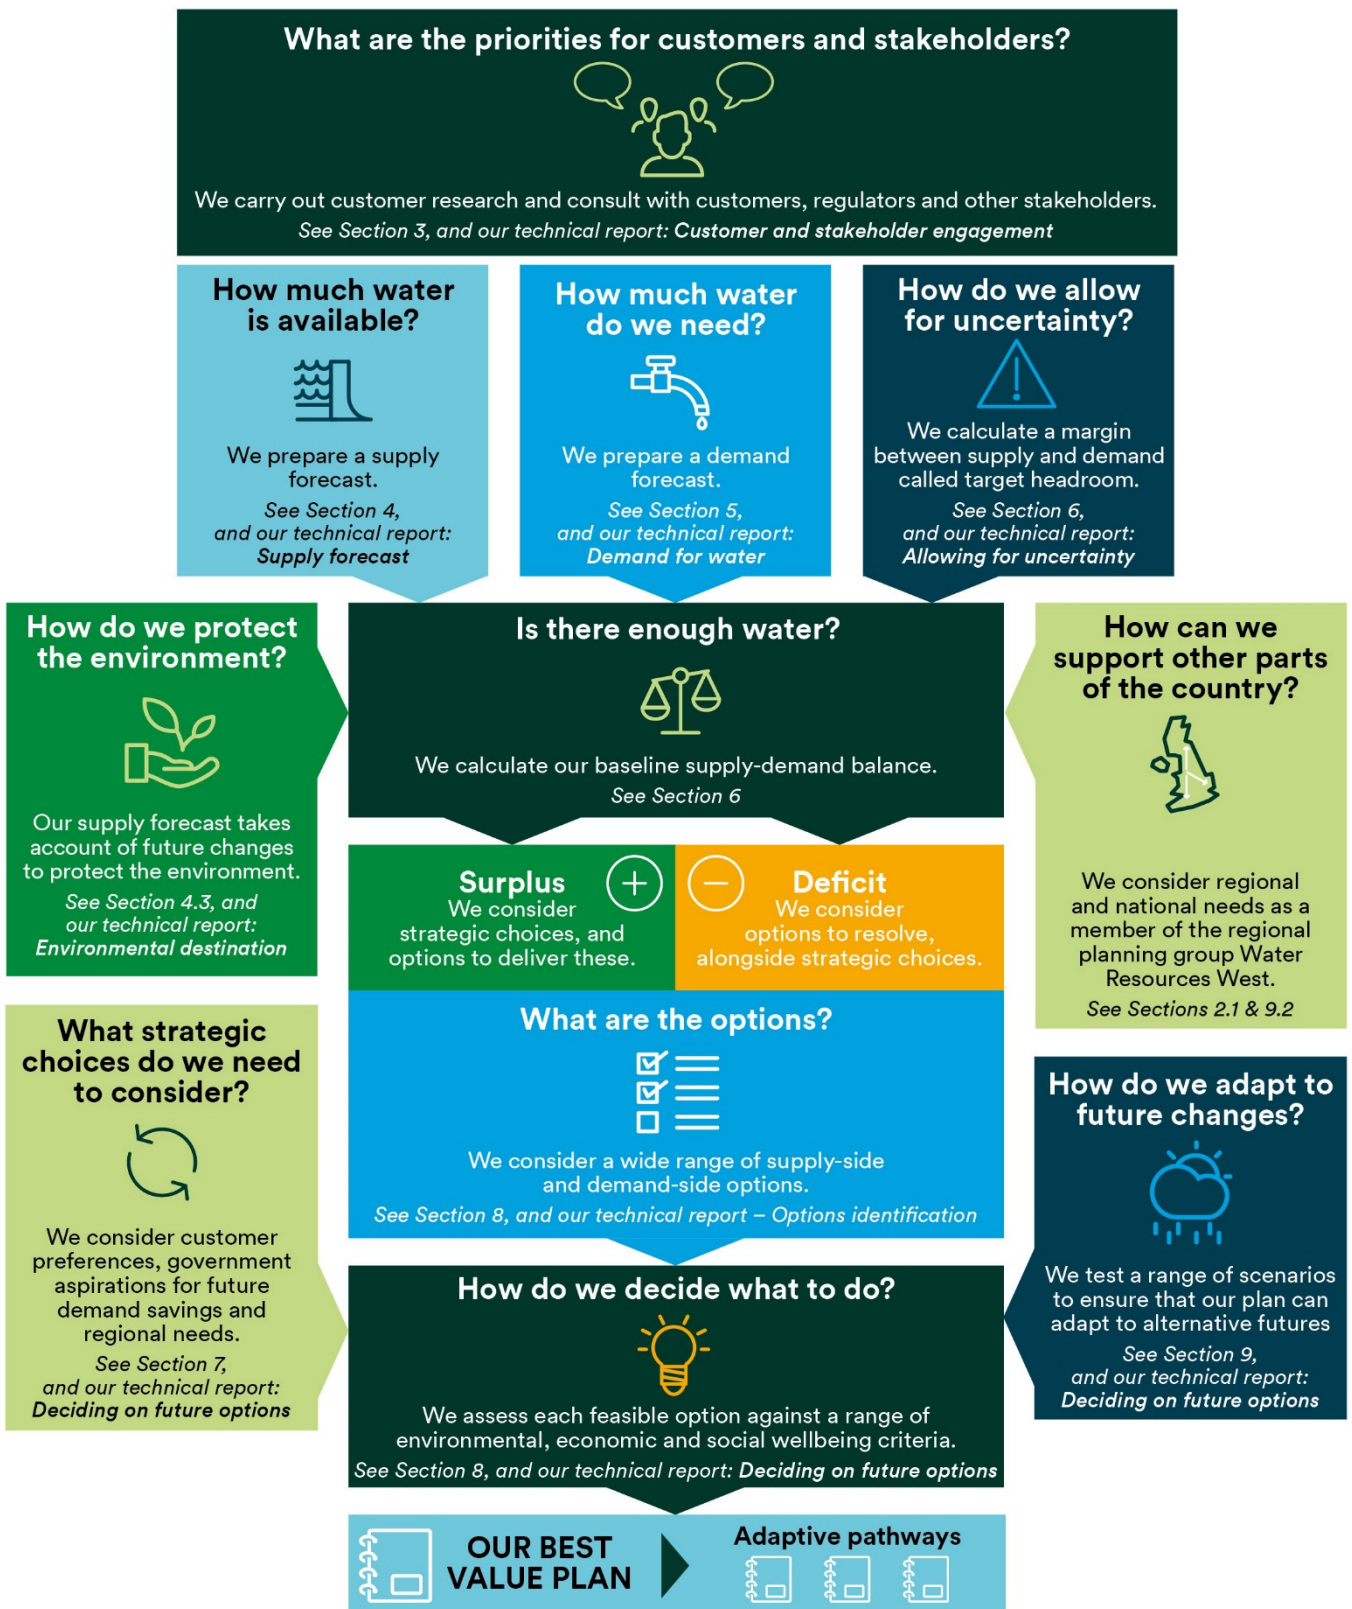 What are the priorities for customers and stakeholders?
We carry out customer research and consult with customers, regulators and other stakeholders.
See Section 3, and our technical report: Customer and stakeholder engagement
How much water
is available?
We prepare a supply
forecast.
See Section 4,
and our technical report:
Supply forecast
How much water
do we need?
We prepare a demand
forecast.
See Section 5,
and our technical report:
Demand for water
How do we allow
for uncertainty?
We calculate a margin
between supply and demand
called target headroom.
See Section 6,
and our technical report:
Allowing for uncertainty
How do we protect
the environment?
Our supply forecast takes
account of future changes
to protect the environment.
See Section 4.3, and
our technical report:
Environmental destination
Is there enough water?
We calculate our baseline supply-demand balance.
See Section 6
How can we
support other parts
of the country?
We consider regional
and national needs as a
member of the regional
planning group Water
Resources West.
See Sections 2.1 & 9.2
Surplus
We consider
strategic choices, and
options to deliver these.
Deficit
We consider
options to resolve,
alongside strategic choices.
What strategic
choices do we need
to consider?
We consider customer
preferences, government
aspirations for future
demand savings and
regional needs.
See Section 7,
and our technical report:
Deciding on future options
What are the options?
We consider a wide range of supply-side
and demand-side options.
See Section 8, and our technical report – Options identification
How do we adapt to
future changes?
We test a range of scenarios
to ensure that our plan can
adapt to alternative futures
See Section 9,
and our technical report:
Deciding on future options
How do we decide what to do?
We assess each feasible option against a range of
environmental, economic and social wellbeing criteria.
See Section 8, and our technical report: Deciding on future options
OUR BEST
VALUE PLAN
Adaptive pathways